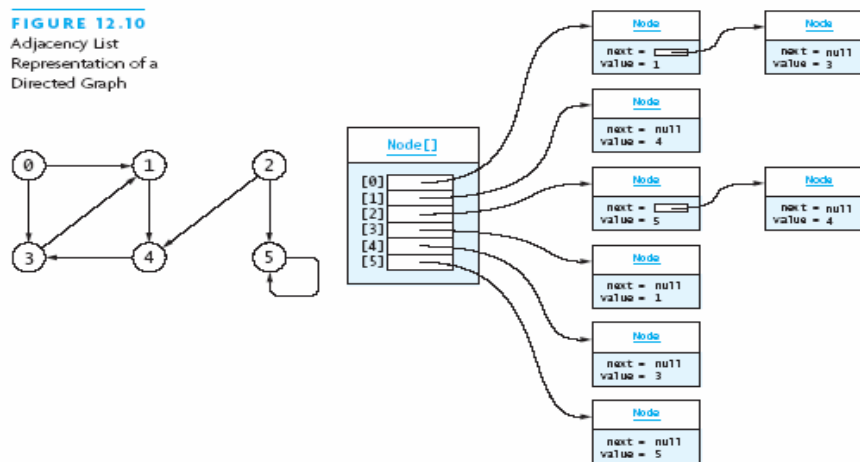 FIGURE 12.10
Adjacency List
Representation of a
Directed Graph
0
1
2
3
4
5
Node[]
[0]
[1]
[2]
[3]
[4]
[5]
Node
next =
value = 1
Node
next = null
value = 3
Node
next = null
value = 4
Node
next =
value = 5
Node
next = null
value = 4
Node
next = null
value = 1
Node
next = null
value = 3
Node
next = null
value = 5